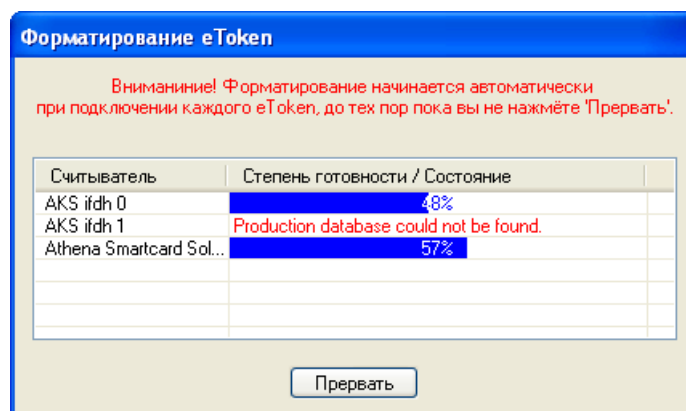 Форматирование eToken
Вниманиние! Форматирование начинается автоматически
при подключении каждого eToken, до тех пор пока вы не нажмёте 'Прервать'.
Считыватель Степень готовности / Состояние
AKS ifdh 0 48%
AKS ifdh 1 Production database could not be found.
Athena Smartcard Sol... 57%
Прервать